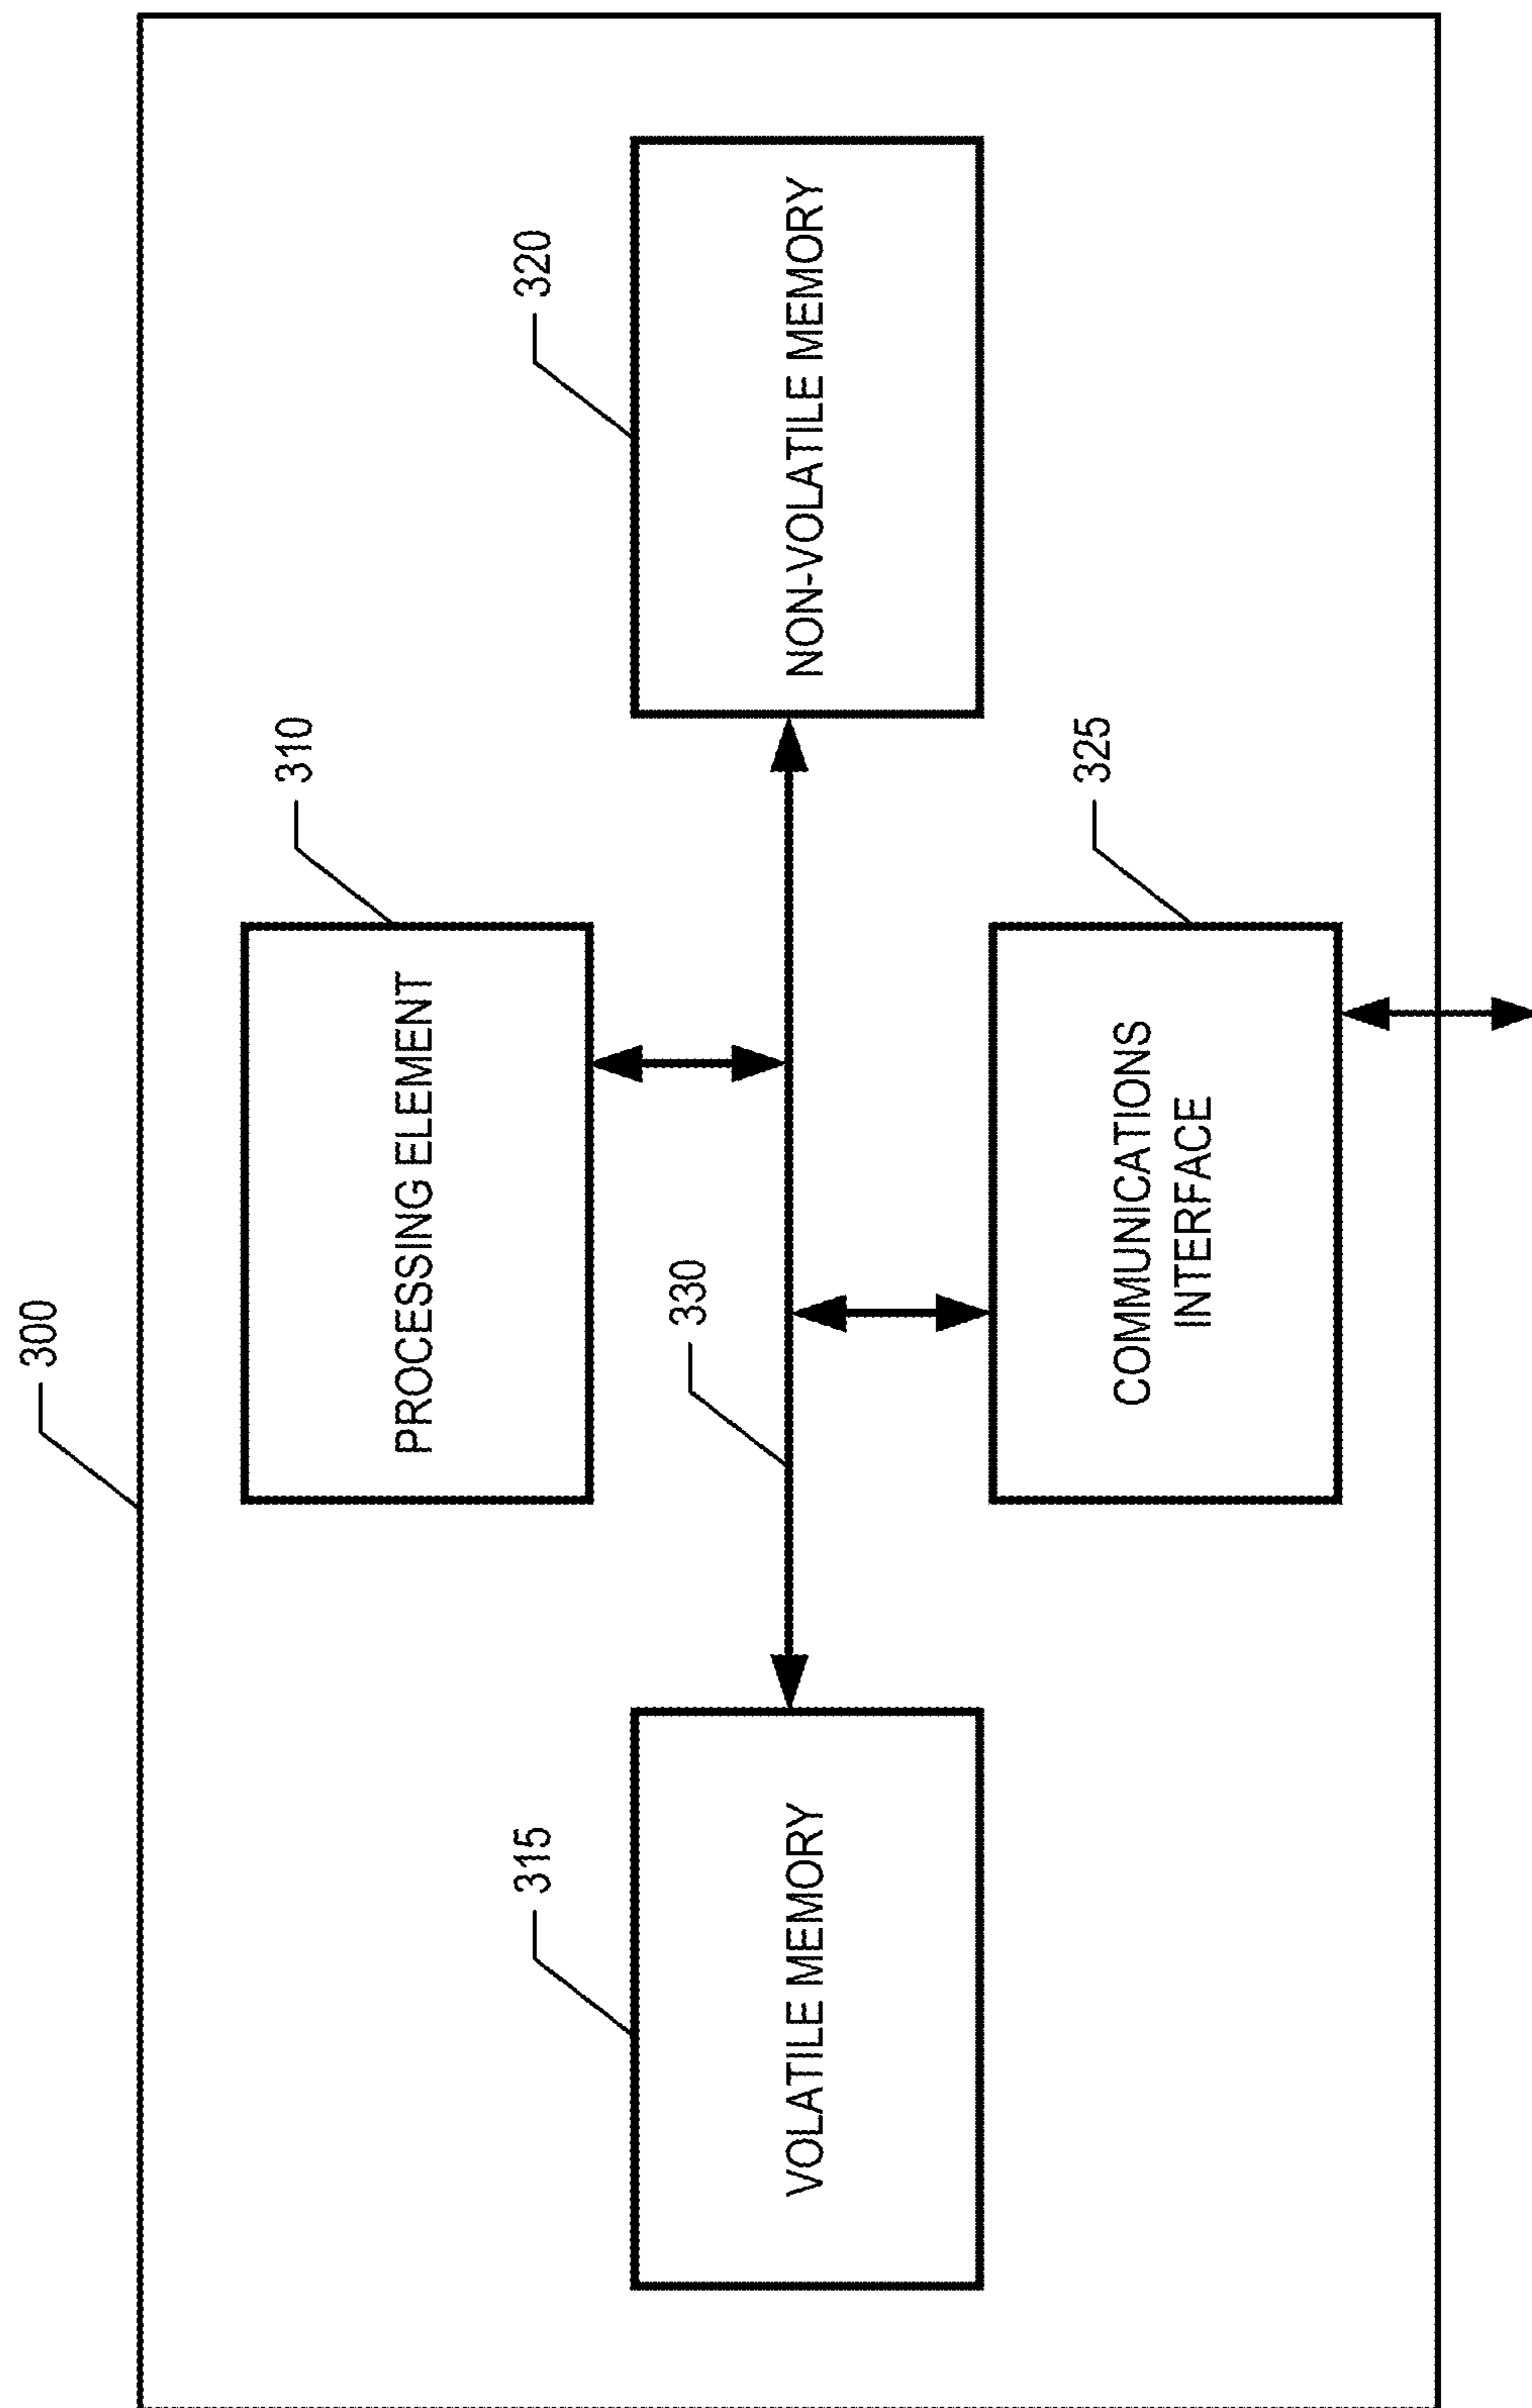 300
310
PROCESSING ELEMENT
315
320
VOLATILE MEMORY
330
NON-VOLATILE MEMORY
325
COMMUNICATIONS
INTERFACE